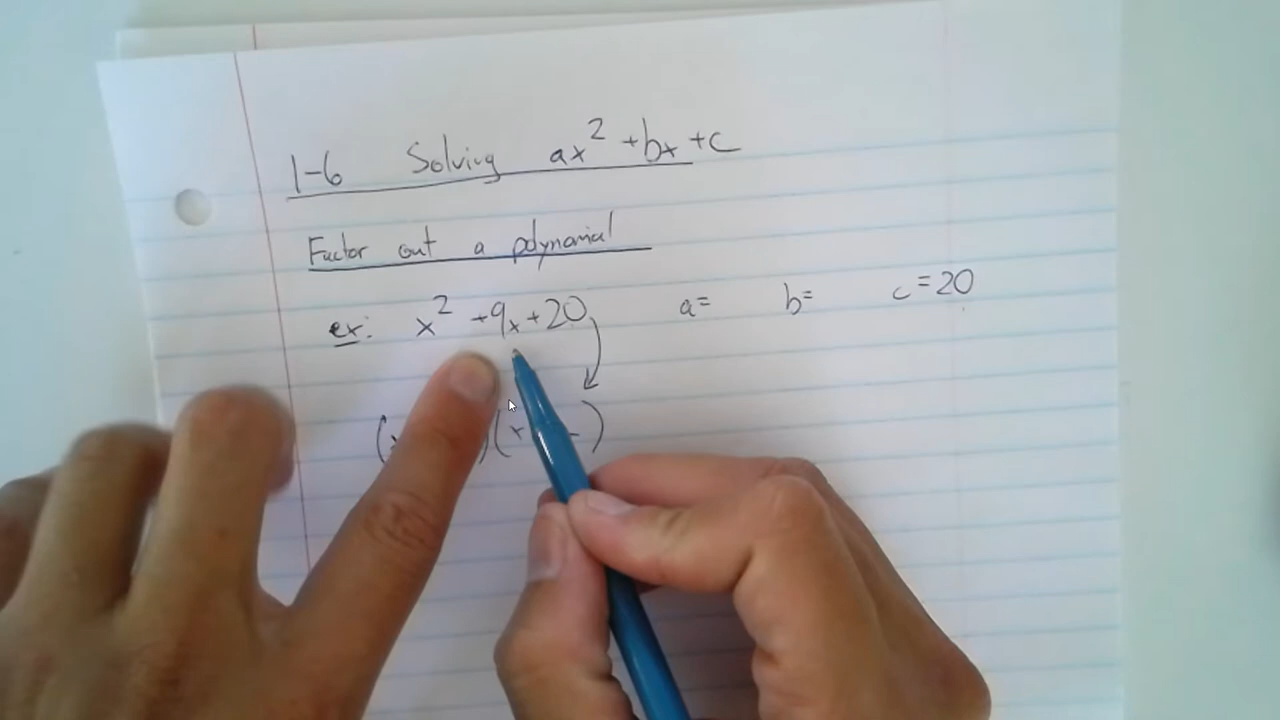 1-6 Solving ax² +bx +c
Factor out a polynomial
ex: x² +9x +20 a= b= c=20
( )(x )